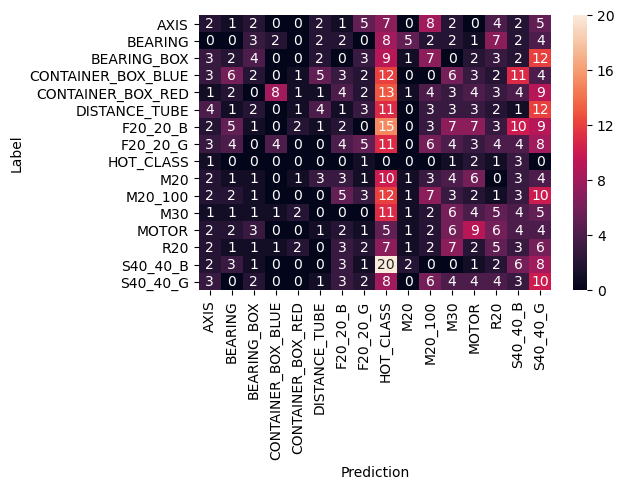 AXIS 2 1 2 0 0 2 1 5 7 0 8 2 0 4 2 5
BEARING 0 0 3 2 0 2 2 0 8 5 2 2 1 7 2 4
BEARING_BOX 3 2 4 0 0 2 0 3 9 1 7 0 2 3 2 12
CONTAINER_BOX_BLUE 3 6 2 0 1 5 3 2 12 0 0 6 3 2 11 4
CONTAINER_BOX_RED 1 2 0 8 1 1 4 2 13 1 4 3 4 3 4 9
DISTANCE_TUBE 4 1 2 0 1 4 1 3 11 0 3 3 3 2 1 12
F20_20_B 2 5 1 0 2 1 2 0 15 0 3 7 7 3 10 9
F20_20_G 3 4 0 4 0 0 4 5 11 0 6 4 3 4 4 8
HOT_CLASS 1 0 0 0 0 0 0 1 0 0 0 1 2 1 3 0
M20 2 1 1 0 1 3 3 1 10 1 3 4 6 0 3 4
M20_100 2 2 1 0 0 0 5 3 12 1 7 3 2 1 3 10
M30 1 1 1 1 2 0 0 0 11 1 2 6 4 5 4 5
MOTOR 2 2 3 0 0 1 2 1 5 1 2 6 9 6 4 4
R20 2 1 1 1 2 0 3 2 7 1 2 7 2 5 3 6
S40_40_B 2 3 1 0 0 0 3 1 20 2 0 0 1 2 6 8
S40_40_G 3 0 2 0 0 1 3 2 8 0 6 4 4 4 3 10
Label
AXIS
BEARING
BEARING_BOX
CONTAINER_BOX_BLUE
CONTAINER_BOX_RED
DISTANCE_TUBE
F20_20_B
F20_20_G
HOT_CLASS
M20
M20_100
M30
MOTOR
R20
S40_40_B
S40_40_G
Prediction
20
16
12
8
4
0